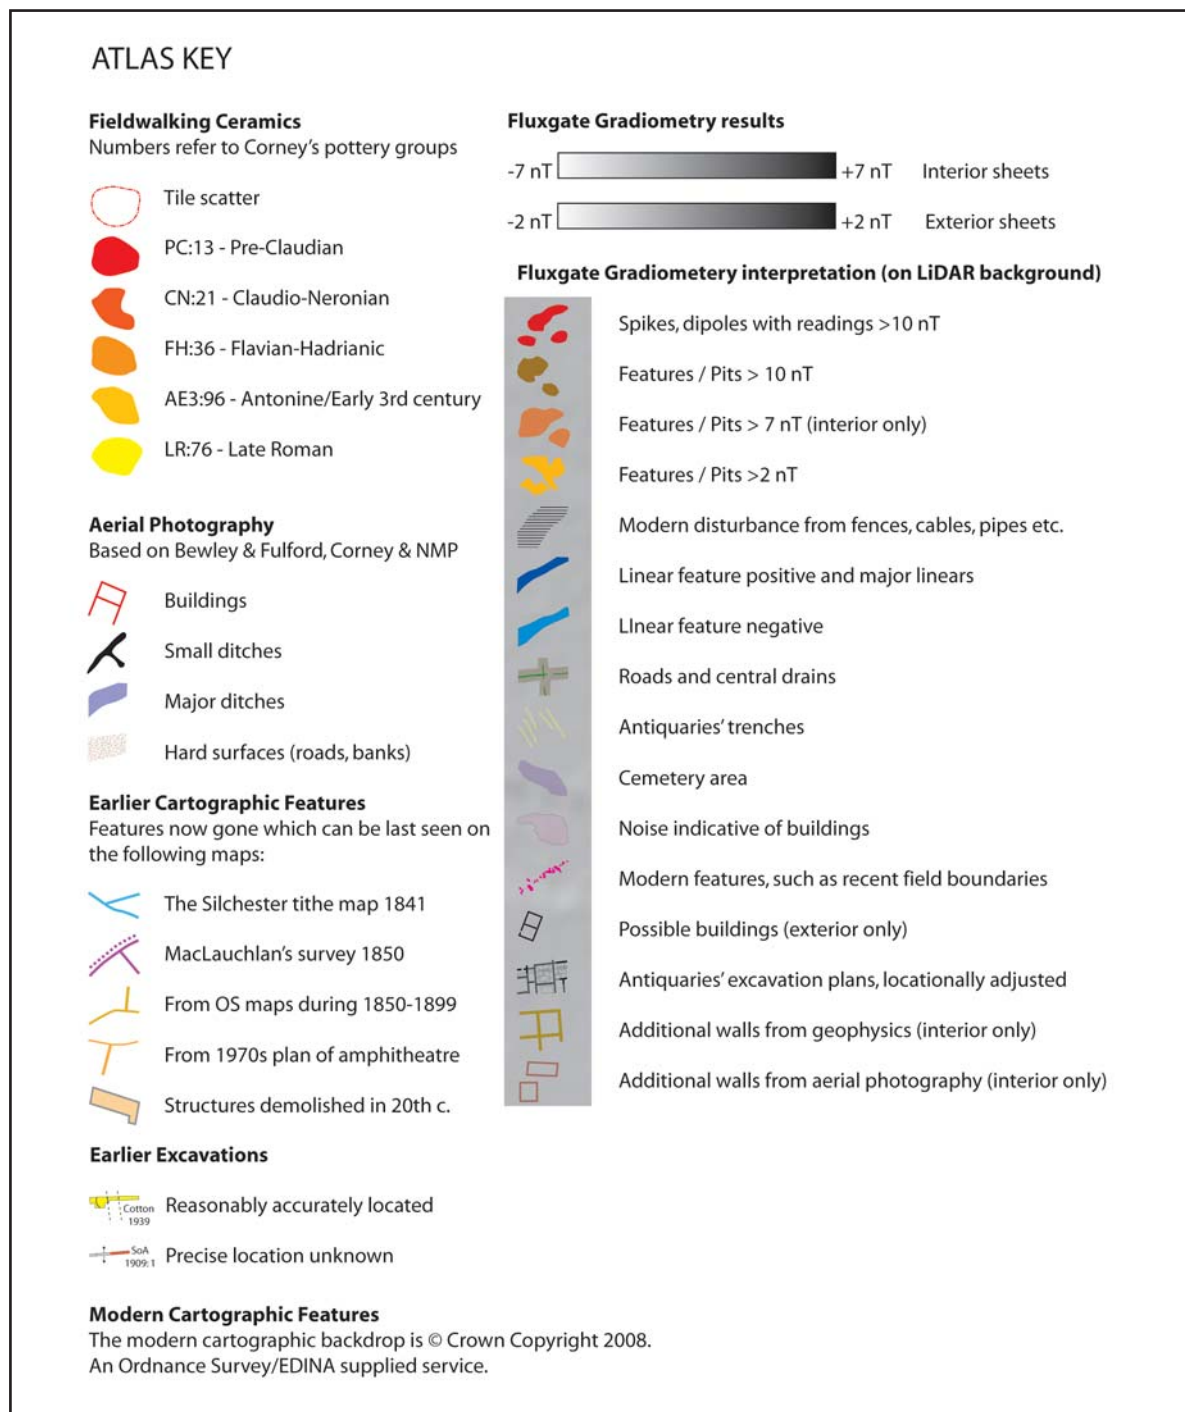 ATLAS KEY
Fieldwalking Ceramics
Numbers refer to Corney's pottery groups
Tile scatter
PC:13 - Pre-Claudian
CN:21 - Claudio-Neronian
FH:36 - Flavian-Hadrianic
AE3:96 - Antonine/Early 3rd century
LR:76 - Late Roman
Aerial Photography
Based on Bewley & Fulford, Corney & NMP
Buildings
Small ditches
Major ditches
Hard surfaces (roads, banks)
Earlier Cartographic Features
Features now gone which can be last seen on
the following maps:
The Silchester tithe map 1841
MacLauchlan's survey 1850
From OS maps during 1850-1899
From 1970s plan of amphitheatre
Structures demolished in 20th c.
Earlier Excavations
Cotton
1939
Reasonably accurately located
SoA
1909:1
Precise location unknown
Modern Cartographic Features
The modern cartographic backdrop is © Crown Copyright 2008.
An Ordnance Survey/EDINA supplied service.
Fluxgate Gradiometry results
-7 nT +7 nT Interior sheets
-2 nT +2 nT Exterior sheets
Fluxgate Gradiometery interpretation (on LiDAR background)
Spikes, dipoles with readings >10 nT
Features / Pits > 10 nT
Features / Pits > 7 nT (interior only)
Features / Pits >2 nT
Modern disturbance from fences, cables, pipes etc.
Linear feature positive and major linears
LInear feature negative
Roads and central drains
Antiquaries' trenches
Cemetery area
Noise indicative of buildings
Modern features, such as recent field boundaries
Possible buildings (exterior only)
Antiquaries' excavation plans, locationally adjusted
Additional walls from geophysics (interior only)
Additional walls from aerial photography (interior only)